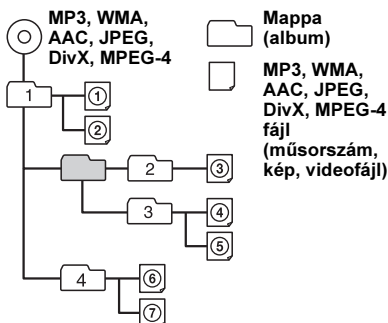 MP3, WMA,
AAC, JPEG,
DivX, MPEG-4
Mappa
(album)
MP3, WMA,
AAC, JPEG,
DivX, MPEG-4
fájl
(műsorszám,
kép, videofájl)
1
①
②
2
③
3
④
⑤
4
⑥
⑦